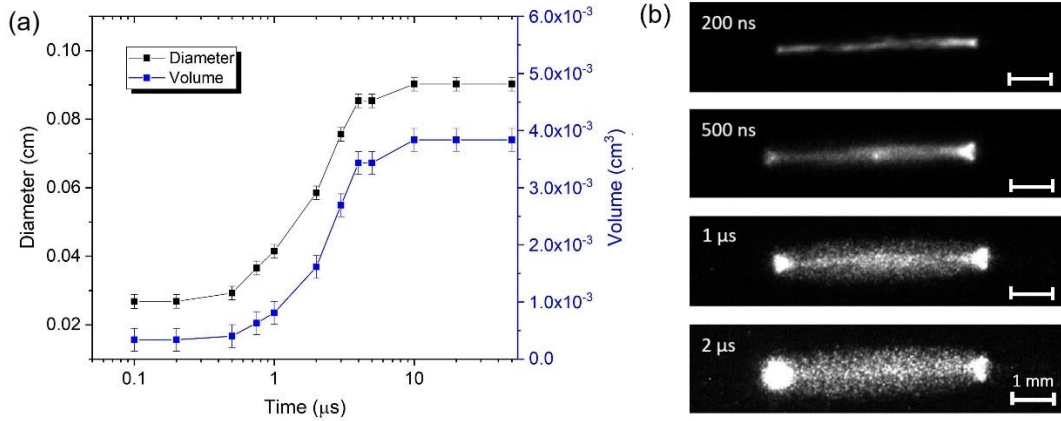 (a)
Diameter
Volume
Diameter (cm)
0.10
0.08
0.06
0.04
0.02
0.1
1
10
Time (μs)
6.0x10⁻³
5.0x10⁻³
4.0x10⁻³
3.0x10⁻³
2.0x10⁻³
1.0x10⁻³
0.0
Volume (cm³)
(b)
200 ns
500 ns
1 μs
2 μs
1 mm